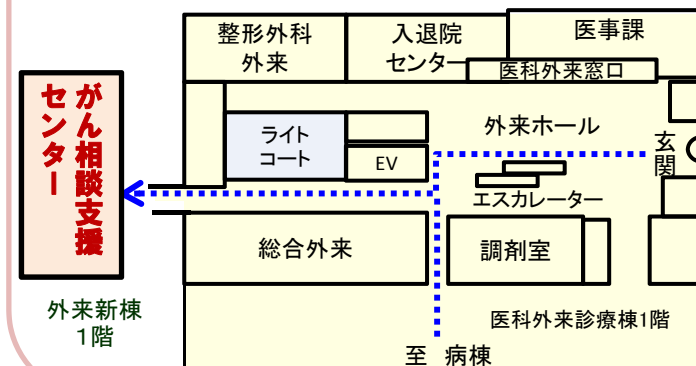 整形外科
外来
入退院
センター
医事課
医科外来窓口
がん相談支援
センター
ライト
コート
EV
外来ホール
玄関
エスカレーター
総合外来
調剤室
外来新棟
1階
医科外来診療棟1階
至 病棟